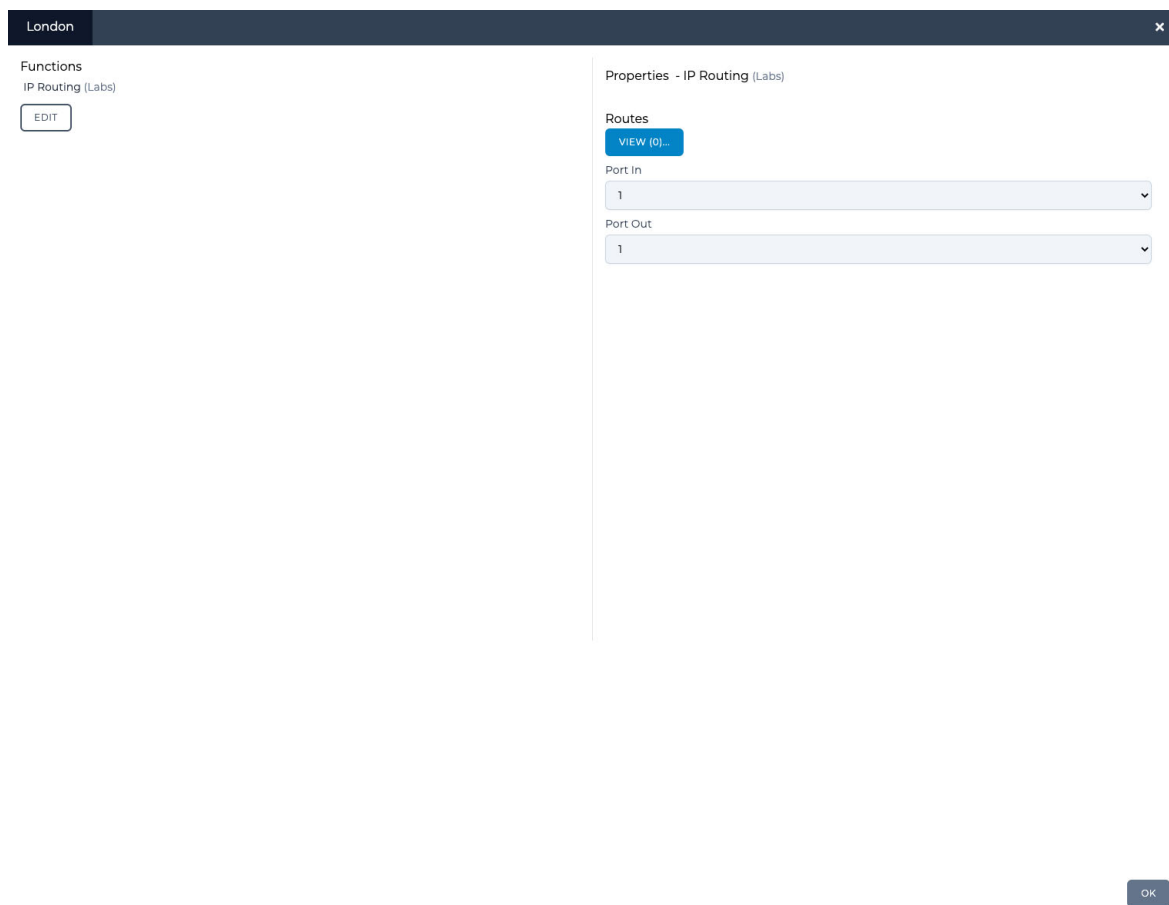 London
Functions
IP Routing (Labs)
EDIT
Properties - IP Routing (Labs)
Routes
VIEW (0)...
Port In
1
Port Out
1
OK